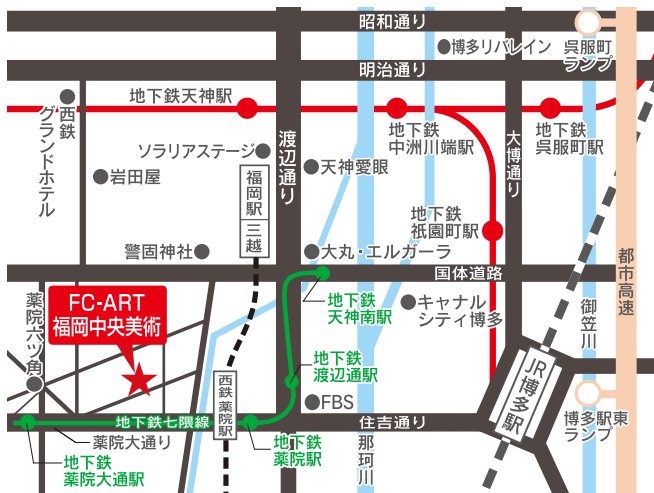 昭和通り
博多リバレイン
呉服町
ランプ
明治通り
地下鉄天神駅
西鉄
グランドホテル
地下鉄
中洲川端駅
地下鉄
呉服町駅
渡辺通り
大博通り
ソラリアステージ
天神愛眼
岩田屋
福岡駅
三越
地下鉄
祇園町駅
警固神社
大丸・エルガーラ
国体道路
都市高速
薬院六ツ角
FC-ART
福岡中央美術
地下鉄
天神南駅
キャナル
シティ博多
御笠川
地下鉄
渡辺通駅
JR博多駅
西鉄薬院駅
FBS
地下鉄七隈線
住吉通り
博多駅東
ランプ
薬院大通り
地下鉄
薬院大通駅
地下鉄
薬院駅
那珂川